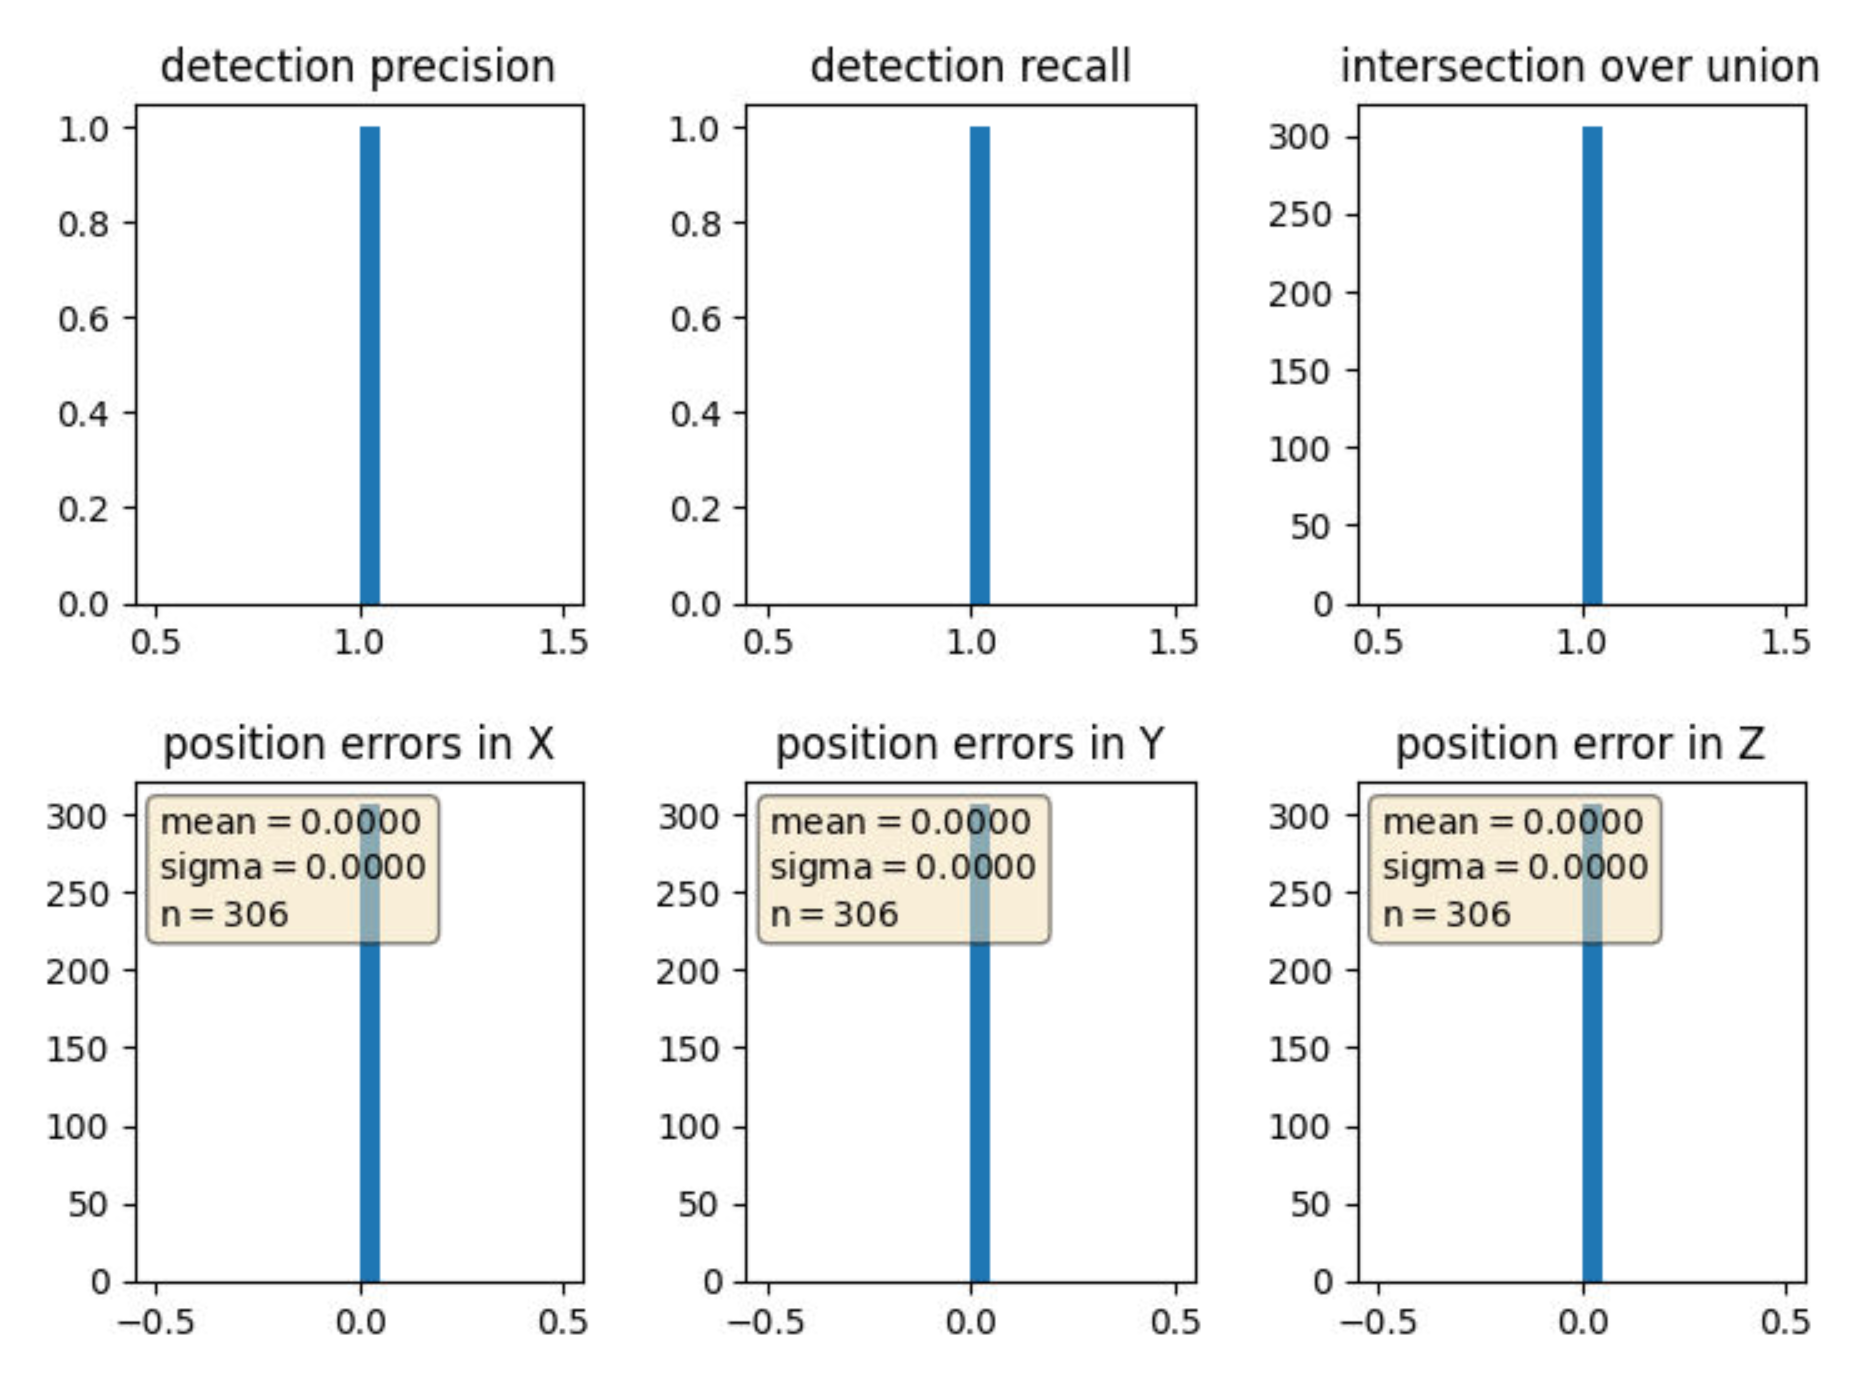 detection precision
detection recall
intersection over union
1.0
0.8
0.6
0.4
0.2
0.0
0.5 1.0 1.5
1.0
0.8
0.6
0.4
0.2
0.0
0.5 1.0 1.5
300
250
200
150
100
50
0
0.5 1.0 1.5
position errors in X
position errors in Y
position error in Z
300
250
200
150
100
50
0
mean = 0.0000
sigma = 0.0000
n = 306
−0.5 0.0 0.5
300
250
200
150
100
50
0
mean = 0.0000
sigma = 0.0000
n = 306
−0.5 0.0 0.5
300
250
200
150
100
50
0
mean = 0.0000
sigma = 0.0000
n = 306
−0.5 0.0 0.5